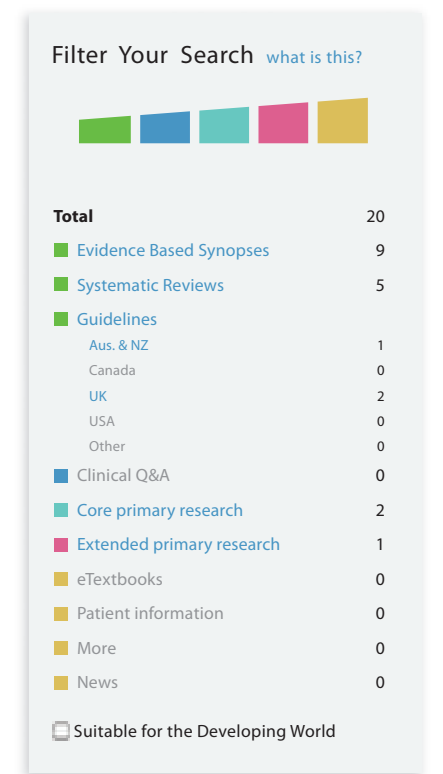 Filter Your Search what is this?
Total 20
Evidence Based Synopses 9
Systematic Reviews 5
Guidelines
Aus. & NZ 1
Canada 0
UK 2
USA 0
Other 0
Clinical Q&A 0
Core primary research 2
Extended primary research 1
eTextbooks 0
Patient information 0
More 0
News 0
Suitable for the Developing World